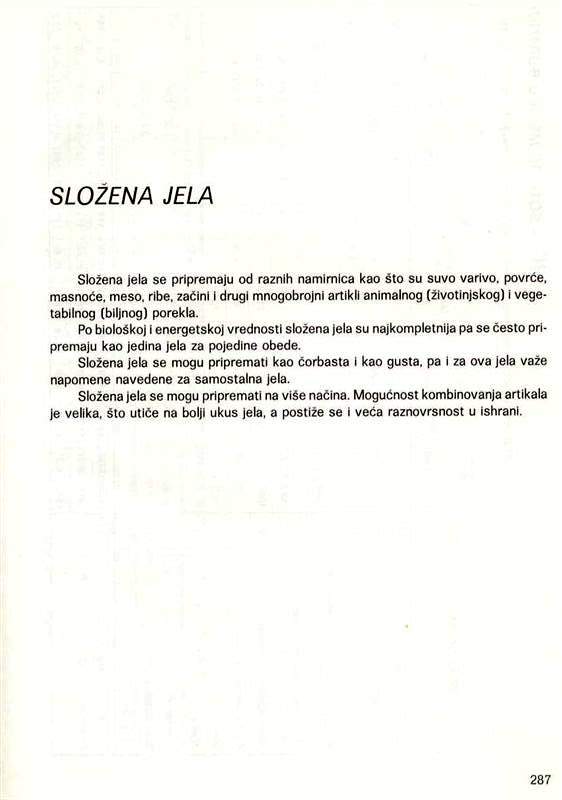 SLOŽENA JELA
Složena jela se pripremaju od raznih namirnica kao što su suvo varivo, povrće,
masnoće, meso, ribe, začini i drugi mnogobrojni artikli animalnog (životinjskog) i vege-
tabilnog (biljnog) porekla.
Po biološkoj i energetskoj vrednosti složena jela su najkompletnija pa se često pri-
premaju kao jedina jela za pojedine obede.
Složena jela se mogu pripremati kao čorbasta i kao gusta, pa i za ova jela važe
napomene navedene za samostalna jela.
Složena jela se mogu pripremati na više načina. Mogućnost kombinovanja artikala
je velika, što utiče na bolji ukus jela, a postiže se i veća raznovrsnost u ishrani.
287